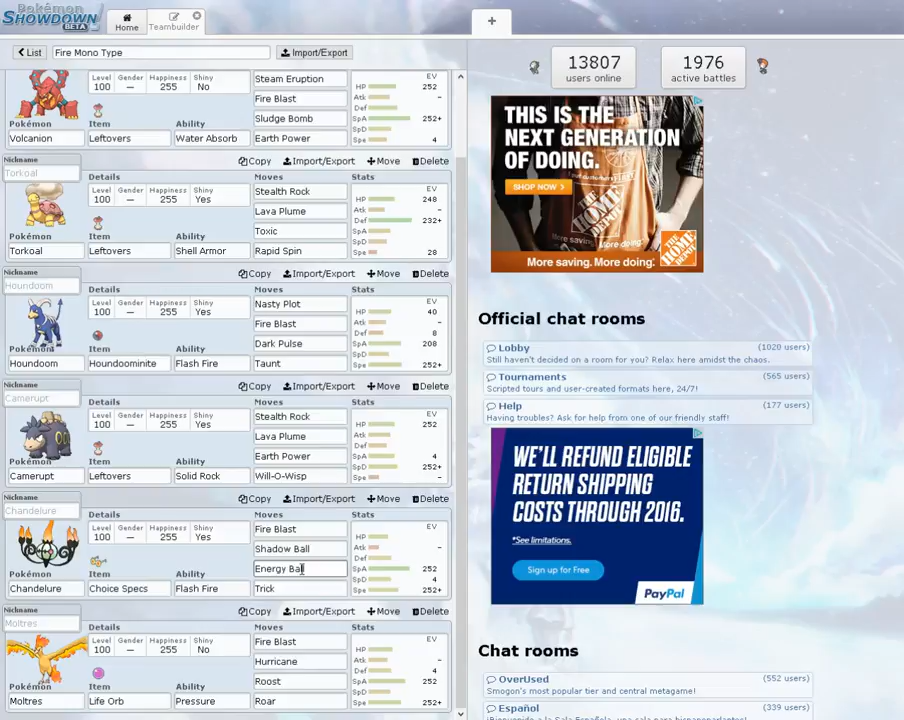 Pokémon
SHOWDOWN
BETA
Home
Teambuilder
+
List
Fire Mono Type
Import/Export
13807
users online
1976
active battles
Level Gender Happiness Shiny
100 — 255 No
Item Ability
Pokémon
Volcanion Leftovers Water Absorb
Steam Eruption
Fire Blast
Sludge Bomb
Earth Power
EV
HP 252
Atk -
Def
SpA 252+
SpD
Spe 4
Nickname
Torkoal
Copy Import/Export Move Delete
Details Moves Stats
Level Gender Happiness Shiny
100 — 255 Yes
Pokémon Item Ability
Torkoal Leftovers Shell Armor
Stealth Rock
Lava Plume
Toxic
Rapid Spin
EV
HP 248
Atk -
Def 232+
SpA
SpD
Spe 28
Nickname
Houndoom
Copy Import/Export Move Delete
Details Moves Stats
Level Gender Happiness Shiny
100 — 255 Yes
Pokémon Item Ability
Houndoom Houndoominite Flash Fire
Nasty Plot
Fire Blast
Dark Pulse
Taunt
EV
HP 40
Atk -
Def 8
SpA 208
SpD
Spe 252+
Nickname
Camerupt
Copy Import/Export Move Delete
Details Moves Stats
Level Gender Happiness Shiny
100 — 255 Yes
Pokémon Item Ability
Camerupt Leftovers Solid Rock
Stealth Rock
Lava Plume
Earth Power
Will-O-Wisp
EV
HP 252
Atk -
Def
SpA 4
SpD 252+
Spe -
Nickname
Chandelure
Copy Import/Export Move Delete
Details Moves Stats
Level Gender Happiness Shiny
100 — 255 Yes
Pokémon Item Ability
Chandelure Choice Specs Flash Fire
Fire Blast
Shadow Ball
Energy Ball
Trick
EV
HP
Atk -
Def
SpA 252
SpD 4
Spe 252+
Nickname
Moltres
Copy Import/Export Move Delete
Details Moves Stats
Level Gender Happiness Shiny
100 — 255 No
Pokémon Item Ability
Moltres Life Orb Pressure
Fire Blast
Hurricane
Roost
Roar
EV
HP
Atk -
Def 4
SpA 252
SpD
Spe 252+
THIS IS THE
NEXT GENERATION
OF DOING.
SHOP NOW
THE HOME DEPOT
More saving. More doing.
Official chat rooms
Lobby (1020 users)
Still haven't decided on a room for you? Relax here amidst the chaos.
Tournaments (565 users)
Scripted tours and user-created formats here, 24/7!
Help (177 users)
Having troubles? Ask for help from one of our friendly staff!
WE'LL REFUND ELIGIBLE
RETURN SHIPPING
COSTS THROUGH 2016.
*See limitations.
Sign up for Free
PayPal
Chat rooms
OverUsed (552 users)
Smogon's most popular tier and central metagame!
Español (339 users)